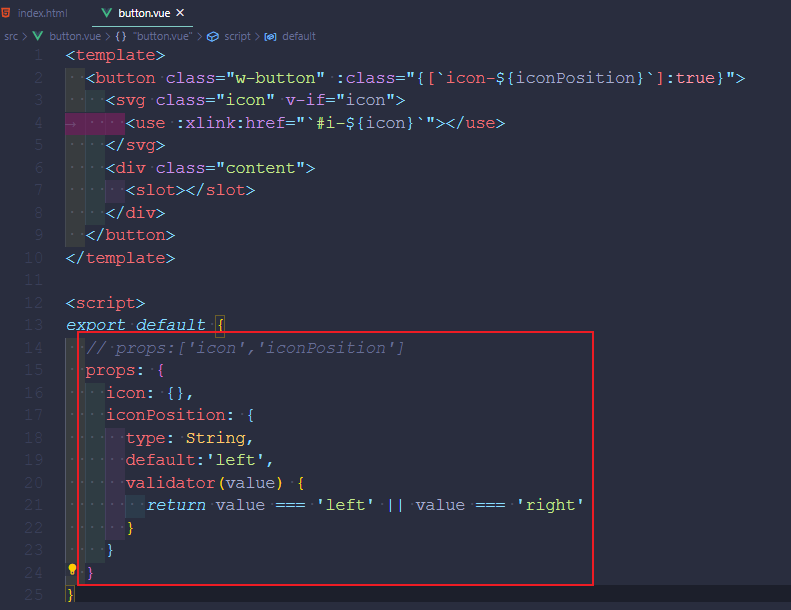 index.html button.vue ×
src > button.vue > {} "button.vue" > script > default
1 <template>
2 <button class="w-button" :class="{[`icon-${iconPosition}`]:true}">
3 <svg class="icon" v-if="icon">
4 <use :xlink:href="`#i-${icon}`"></use>
5 </svg>
6 <div class="content">
7 <slot></slot>
8 </div>
9 </button>
10 </template>
11
12 <script>
13 export default {
14 // props:['icon','iconPosition']
15 props: {
16 icon: {},
17 iconPosition: {
18 type: String,
19 default:'left',
20 validator(value) {
21 return value === 'left' || value === 'right'
22 }
23 }
24 }
25 }